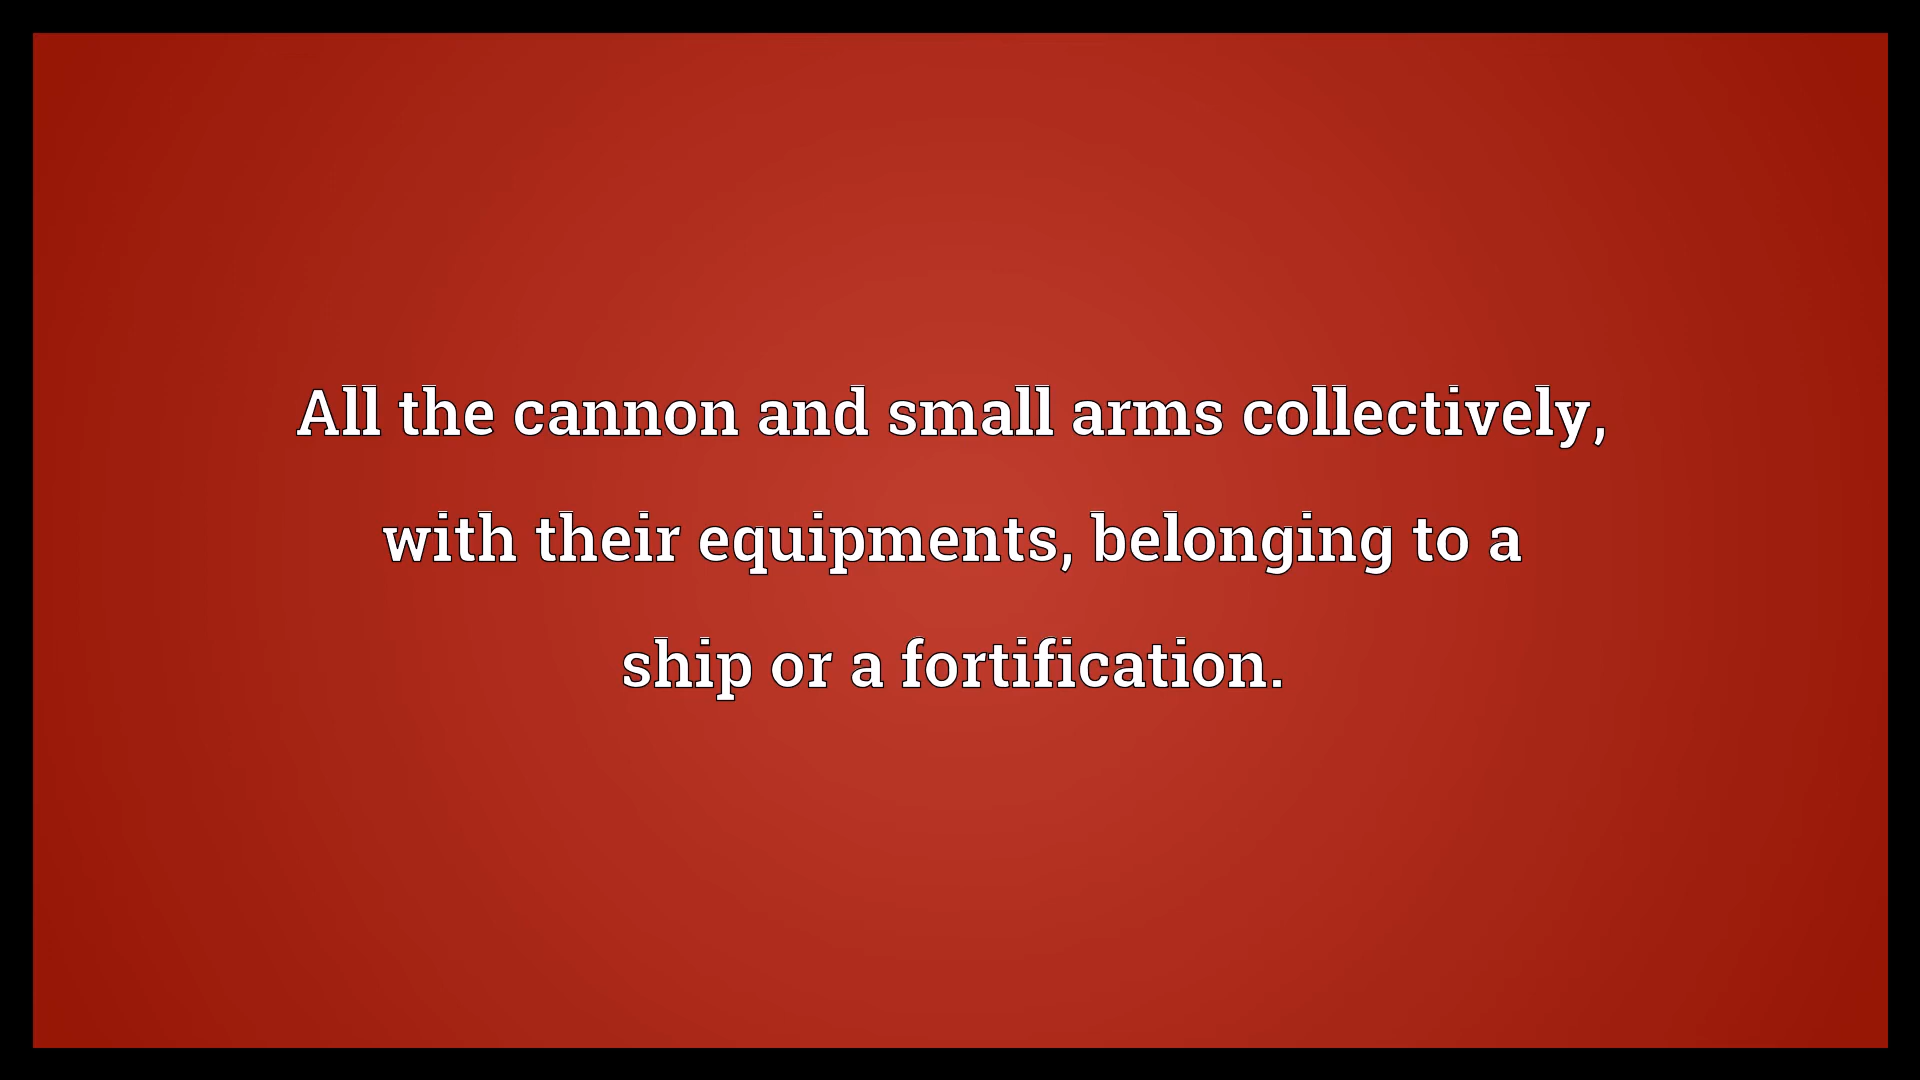 All the cannon and small arms collectively,
with their equipments, belonging to a
ship or a fortification.